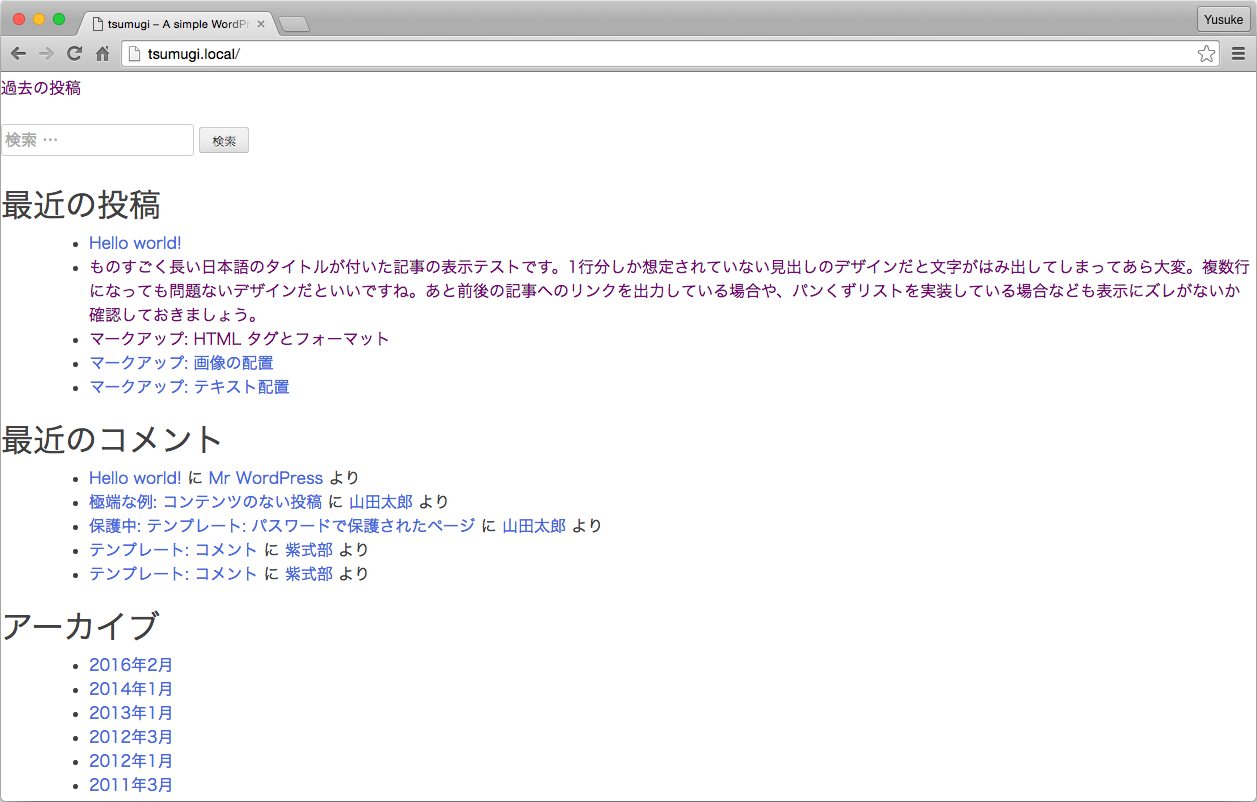 tsumugi – A simple WordPr
Yusuke
tsumugi.local/
過去の投稿
検索 …
検索
最近の投稿
Hello world!
ものすごく長い日本語のタイトルが付いた記事の表示テストです。1行分しか想定されていない見出しのデザインだと文字がはみ出してしまってあら大変。複数行
になっても問題ないデザインだといいですね。あと前後の記事へのリンクを出力している場合や、パンくずリストを実装している場合なども表示にズレがないか
確認しておきましょう。
マークアップ: HTML タグとフォーマット
マークアップ: 画像の配置
マークアップ: テキスト配置
最近のコメント
Hello world! に Mr WordPress より
極端な例: コンテンツのない投稿 に 山田太郎 より
保護中: テンプレート: パスワードで保護されたページ に 山田太郎 より
テンプレート: コメント に 紫式部 より
テンプレート: コメント に 紫式部 より
アーカイブ
2016年2月
2014年1月
2013年1月
2012年3月
2012年1月
2011年3月